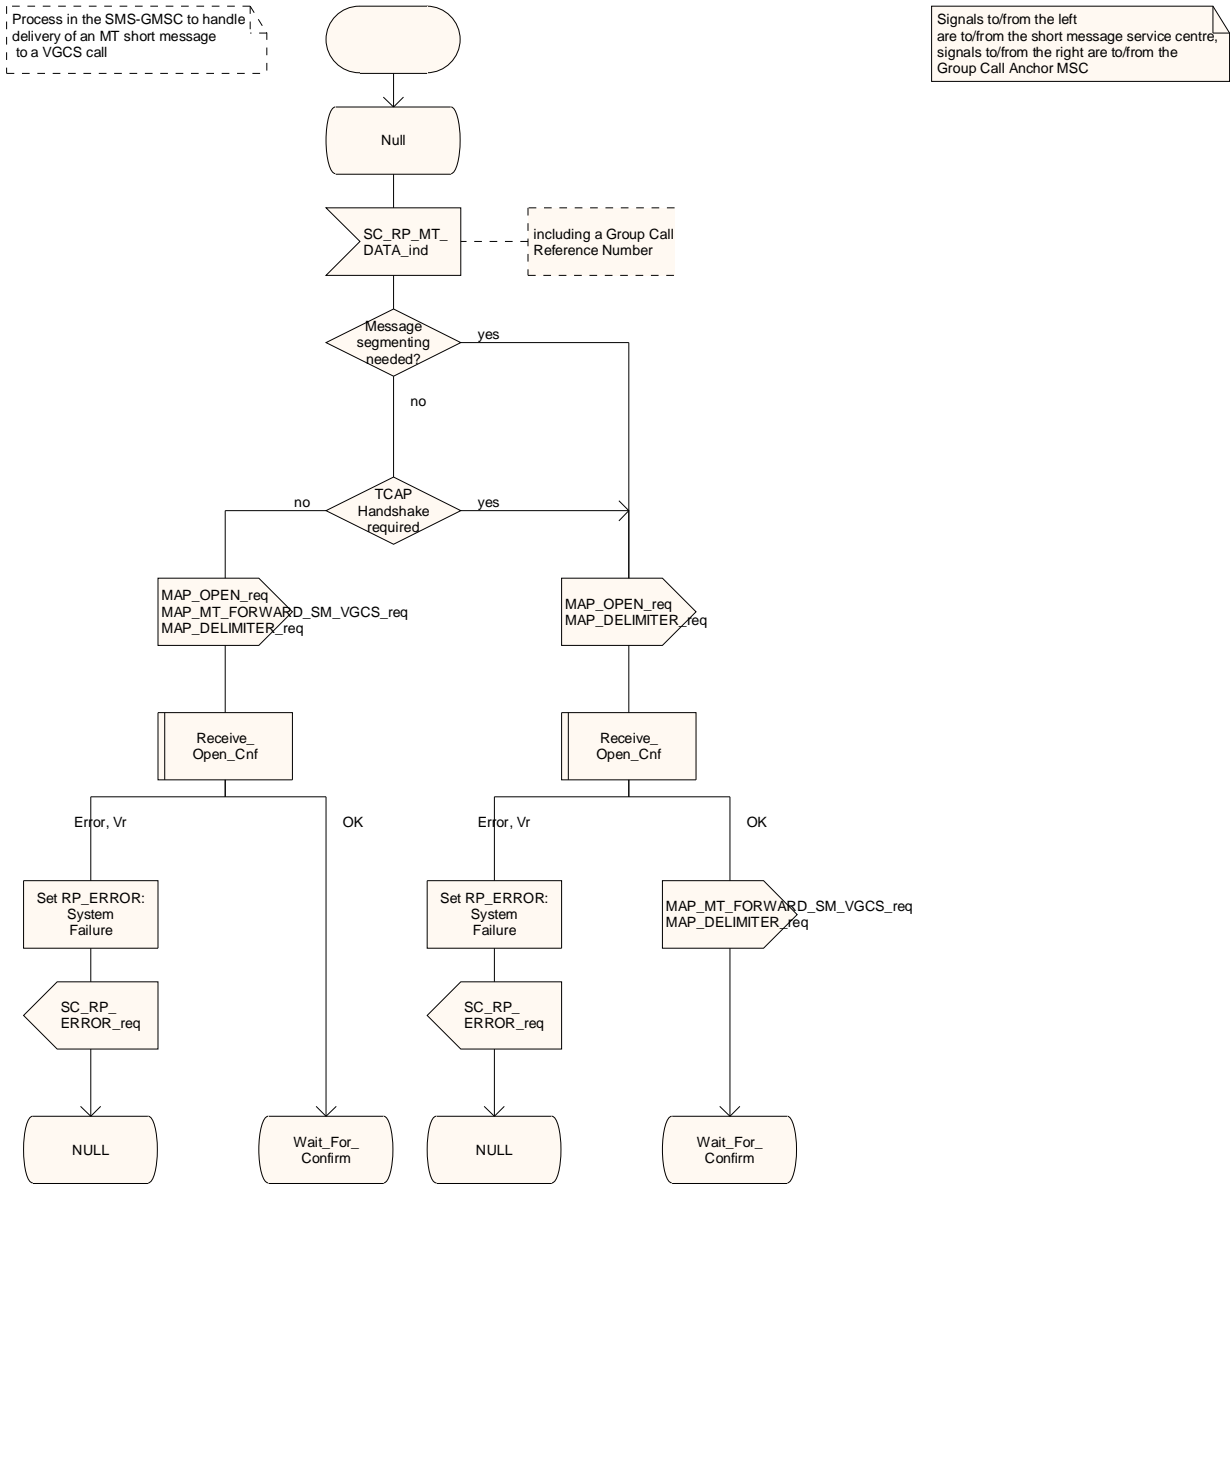 Process in the SMS-GMSC to handle
delivery of an MT short message
to a VGCS call
Signals to/from the left
are to/from the short message service centre,
signals to/from the right are to/from the
Group Call Anchor MSC
Null
SC_RP_MT_
DATA_ind
including a Group Call
Reference Number
Message
segmenting
needed?
yes
no
TCAP
Handshake
required
no
yes
MAP_OPEN_req
MAP_MT_FORWARD_SM_VGCS_req
MAP_DELIMITER_req
MAP_OPEN_req
MAP_DELIMITER_req
Receive_
Open_Cnf
Receive_
Open_Cnf
Error, Vr
OK
Error, Vr
OK
Set RP_ERROR:
System
Failure
Set RP_ERROR:
System
Failure
MAP_MT_FORWARD_SM_VGCS_req
MAP_DELIMITER_req
SC_RP_
ERROR_req
SC_RP_
ERROR_req
NULL
Wait_For_
Confirm
NULL
Wait_For_
Confirm